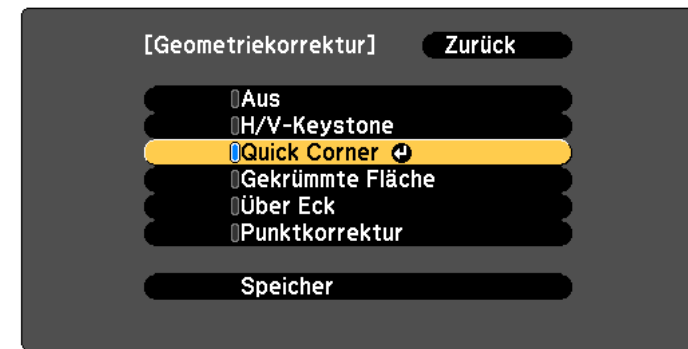 [Geometriekorrektur] Zurück
Aus
H/V-Keystone
Quick Corner
Gekrümmte Fläche
Über Eck
Punktkorrektur
Speicher